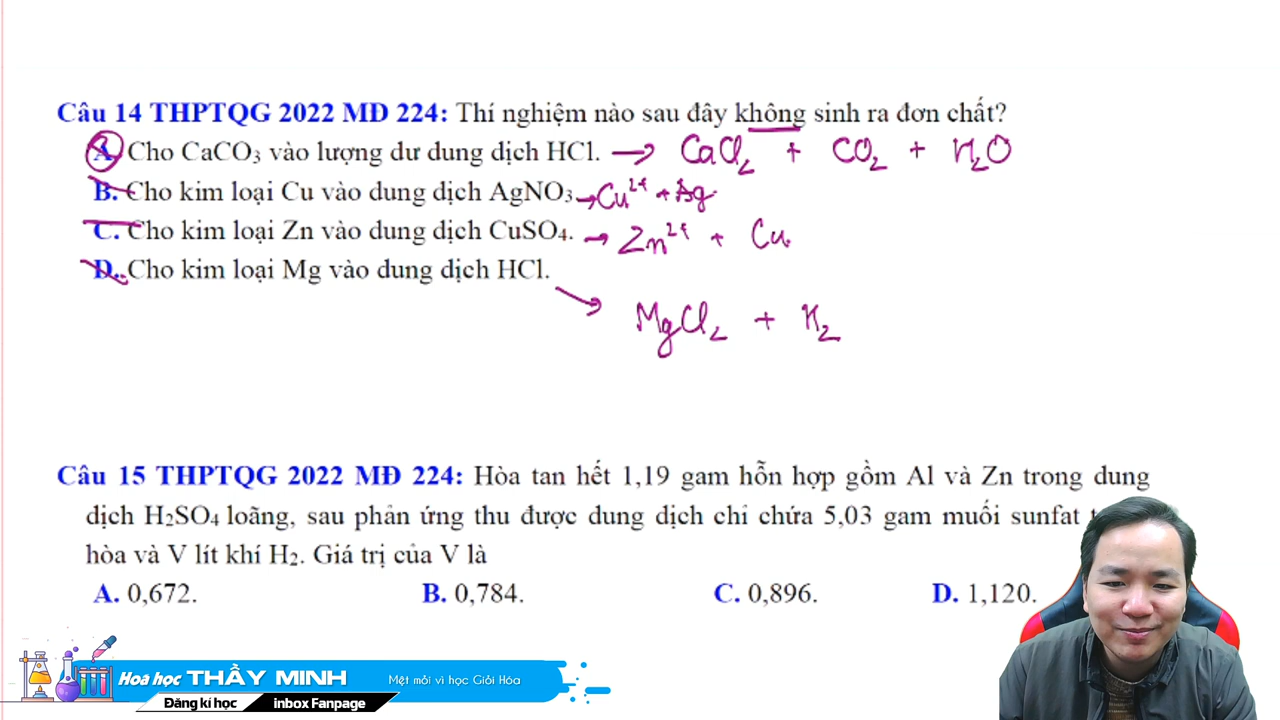 Câu 14 THPTQG 2022 MĐ 224: Thí nghiệm nào sau đây không sinh ra đơn chất?
A. Cho CaCO₃ vào lượng dư dung dịch HCl. → CaCl₂ + CO₂ + H₂O
B. Cho kim loại Cu vào dung dịch AgNO₃ → Cu²⁺ + Ag
C. Cho kim loại Zn vào dung dịch CuSO₄. → Zn²⁺ + Cu
D. Cho kim loại Mg vào dung dịch HCl.
MgCl₂ + H₂
Câu 15 THPTQG 2022 MĐ 224: Hòa tan hết 1,19 gam hỗn hợp gồm Al và Zn trong dung
dịch H₂SO₄ loãng, sau phản ứng thu được dung dịch chỉ chứa 5,03 gam muối sunfat
hòa và V lít khí H₂. Giá trị của V là
A. 0,672. B. 0,784. C. 0,896. D. 1,120.
Hoá học THẦY MINH
Mệt mỏi vì học Giỏi Hóa
Đăng kí học inbox Fanpage